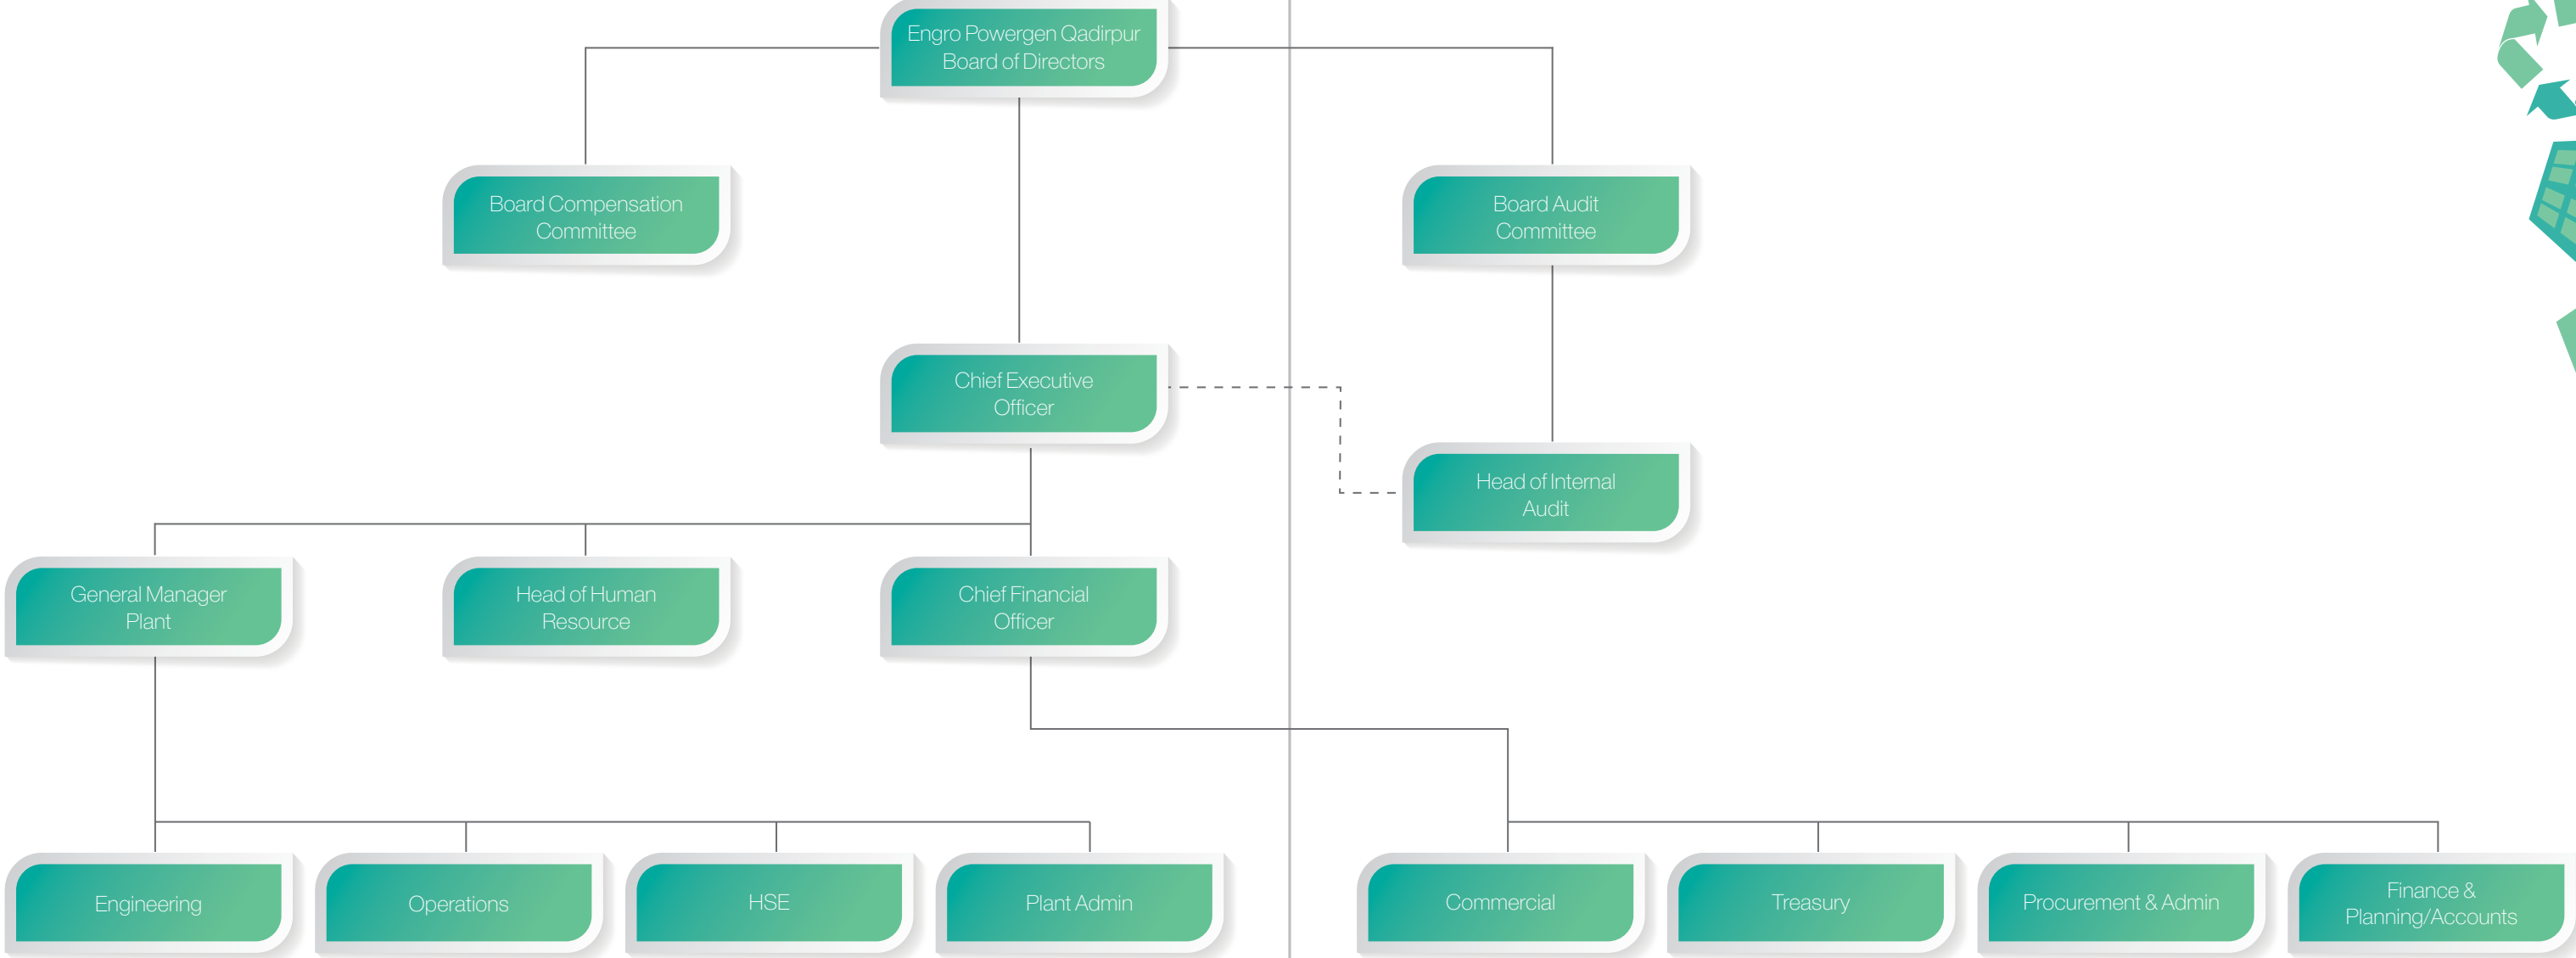 Engro Powergen Qadirpur
Board of Directors
Board Compensation
Committee
Board Audit
Committee
Chief Executive
Officer
Head of Internal
Audit
General Manager
Plant
Head of Human
Resource
Chief Financial
Officer
Engineering
Operations
HSE
Plant Admin
Commercial
Treasury
Procurement & Admin
Finance &
Planning/Accounts